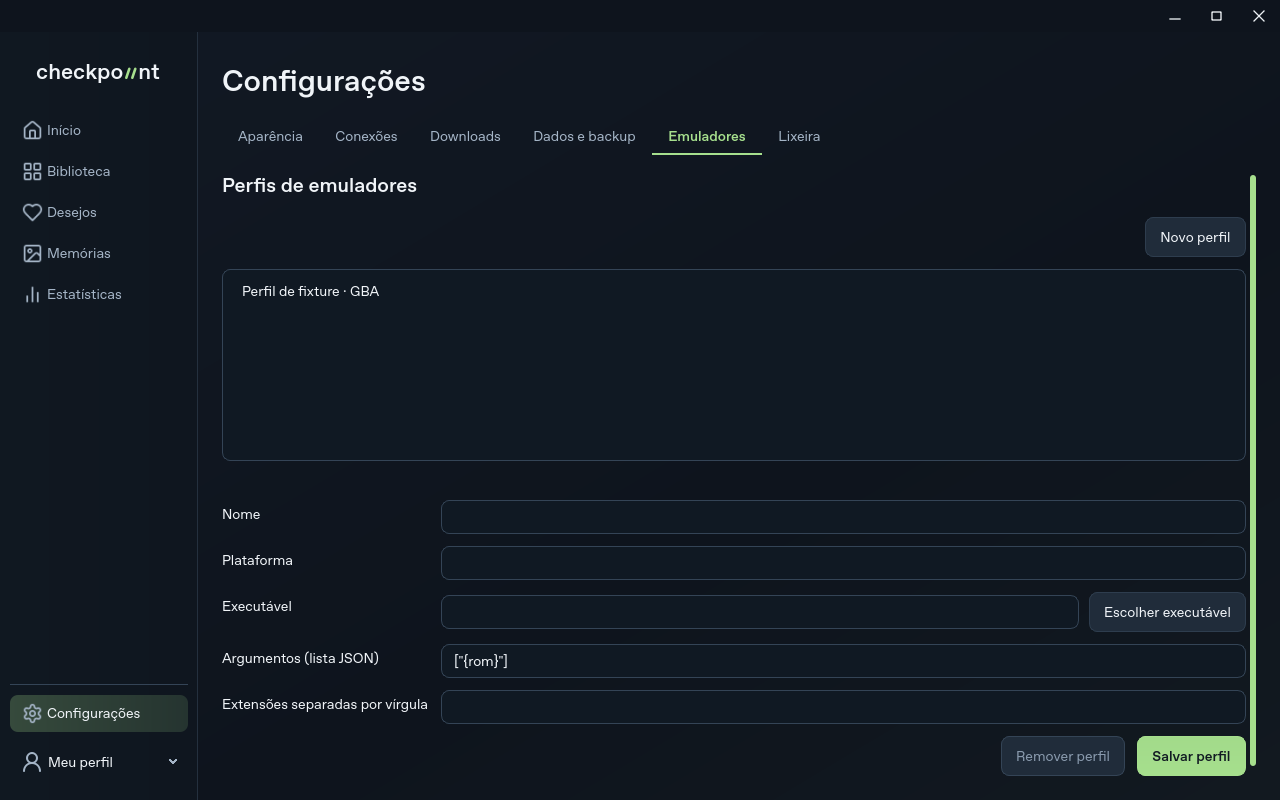 checkpoint
Início
Biblioteca
Desejos
Memórias
Estatísticas
Configurações
Meu perfil
Configurações
Aparência
Conexões
Downloads
Dados e backup
Emuladores
Lixeira
Perfis de emuladores
Novo perfil
Perfil de fixture · GBA
Nome
Plataforma
Executável
Escolher executável
Argumentos (lista JSON)
["{rom}"]
Extensões separadas por vírgula
Remover perfil
Salvar perfil